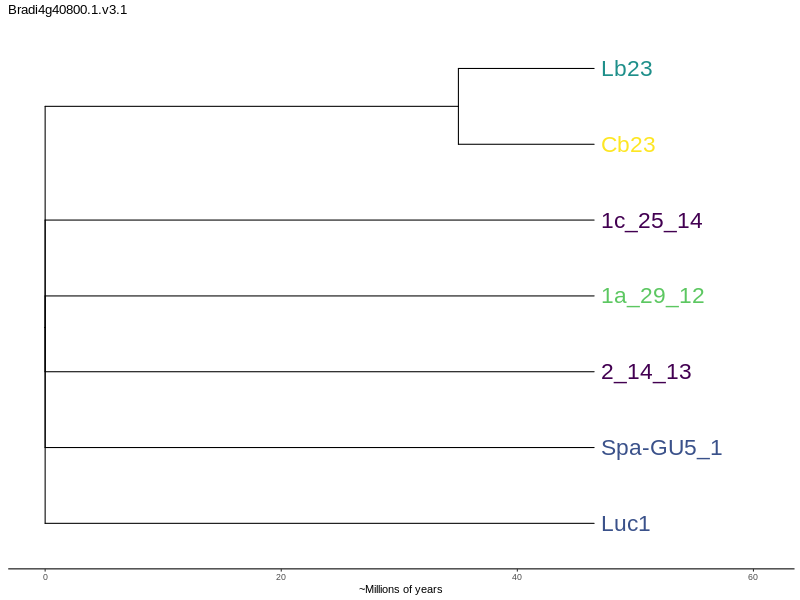 Bradi4g40800.1.v3.1
Lb23
Cb23
1c_25_14
1a_29_12
2_14_13
Spa-GU5_1
Luc1
0 20 40 60
~Millions of years